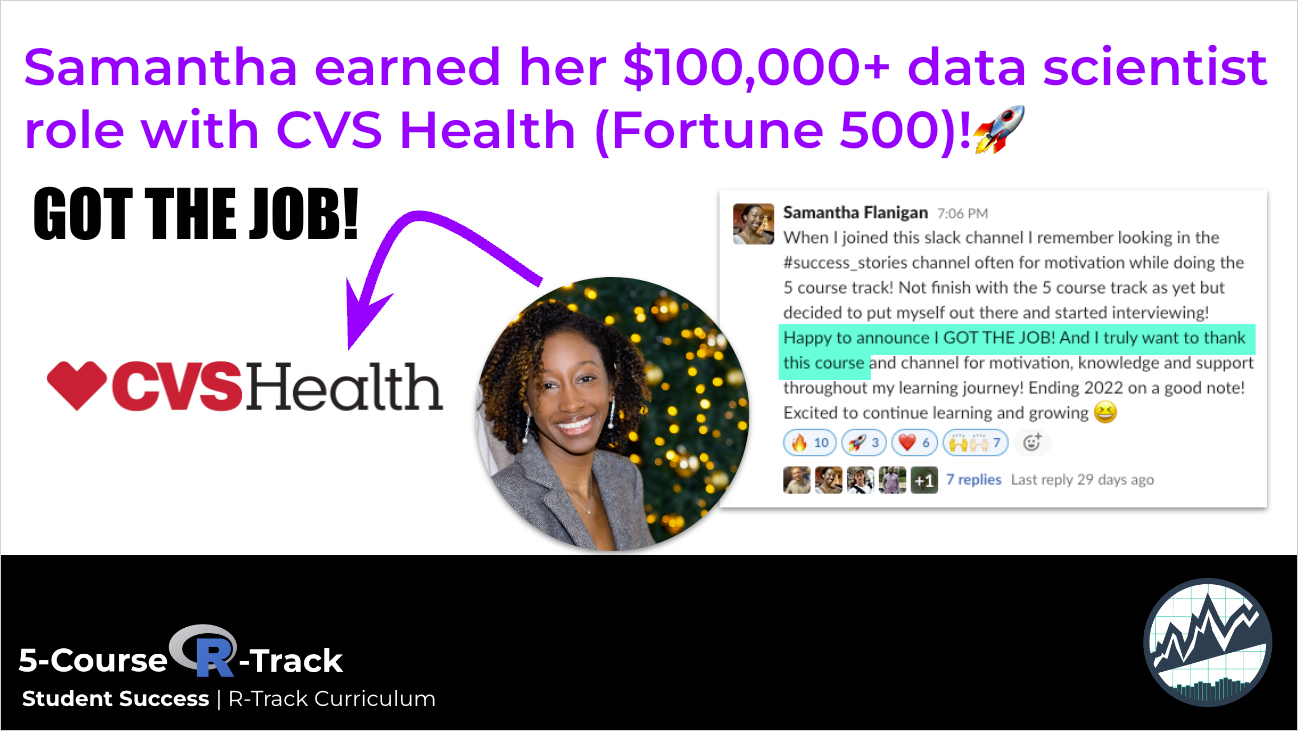 Samantha earned her $100,000+ data scientist
role with CVS Health (Fortune 500)!🚀
GOT THE JOB!
CVSHealth
Samantha Flanigan 7:06 PM
When I joined this slack channel I remember looking in the
#success_stories channel often for motivation while doing the
5 course track! Not finish with the 5 course track as yet but
decided to put myself out there and started interviewing!
Happy to announce I GOT THE JOB! And I truly want to thank
this course and channel for motivation, knowledge and support
throughout my learning journey! Ending 2022 on a good note!
Excited to continue learning and growing 😆
🔥 10 🚀 3 ❤️ 6 🙌🙌🏻 7
+1 7 replies Last reply 29 days ago
5-Course R-Track
Student Success | R-Track Curriculum